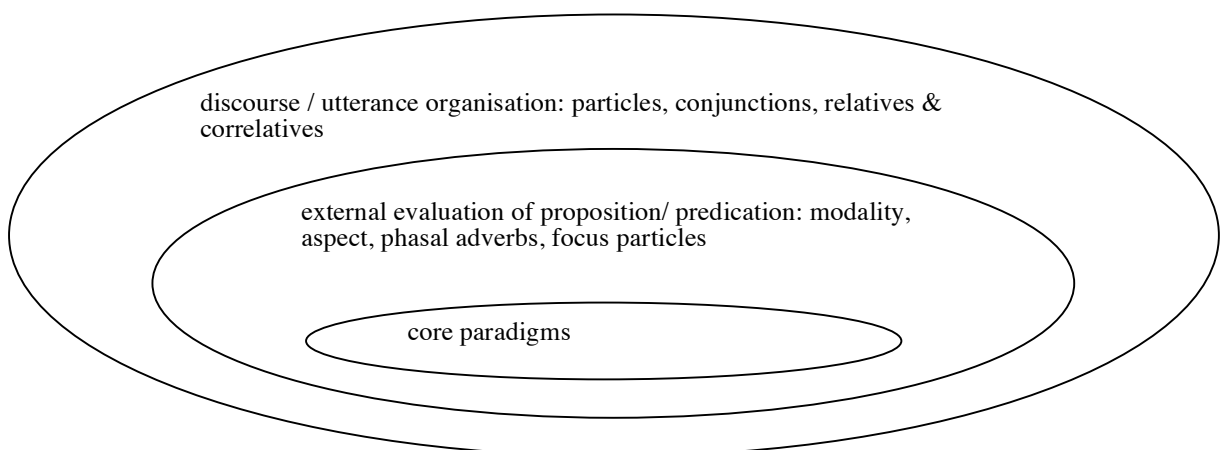 discourse / utterance organisation: particles, conjunctions, relatives &
correlatives
external evaluation of proposition/ predication: modality,
aspect, phasal adverbs, focus particles
core paradigms